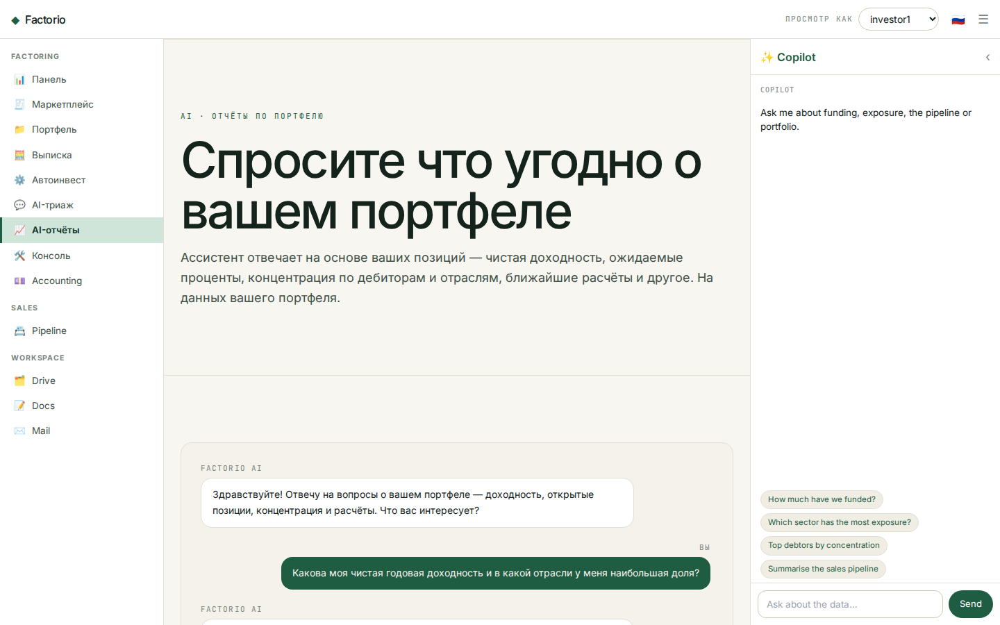 Factorio
ПРОСМОТР КАК
investor1
FACTORING
Панель
Маркетплейс
Портфель
Выписка
Автоинвест
AI-триаж
AI-отчёты
Консоль
Accounting
SALES
Pipeline
WORKSPACE
Drive
Docs
Mail
AI · ОТЧЁТЫ ПО ПОРТФЕЛЮ
Спросите что угодно о
вашем портфеле
Ассистент отвечает на основе ваших позиций — чистая доходность, ожидаемые
проценты, концентрация по дебиторам и отраслям, ближайшие расчёты и другое. На
данных вашего портфеля.
FACTORIO AI
Здравствуйте! Отвечу на вопросы о вашем портфеле — доходность, открытые
позиции, концентрация и расчёты. Что вас интересует?
ВЫ
Какова моя чистая годовая доходность и в какой отрасли у меня наибольшая доля?
FACTORIO AI
✨ Copilot
COPILOT
Ask me about funding, exposure, the pipeline or
portfolio.
How much have we funded?
Which sector has the most exposure?
Top debtors by concentration
Summarise the sales pipeline
Ask about the data...
Send